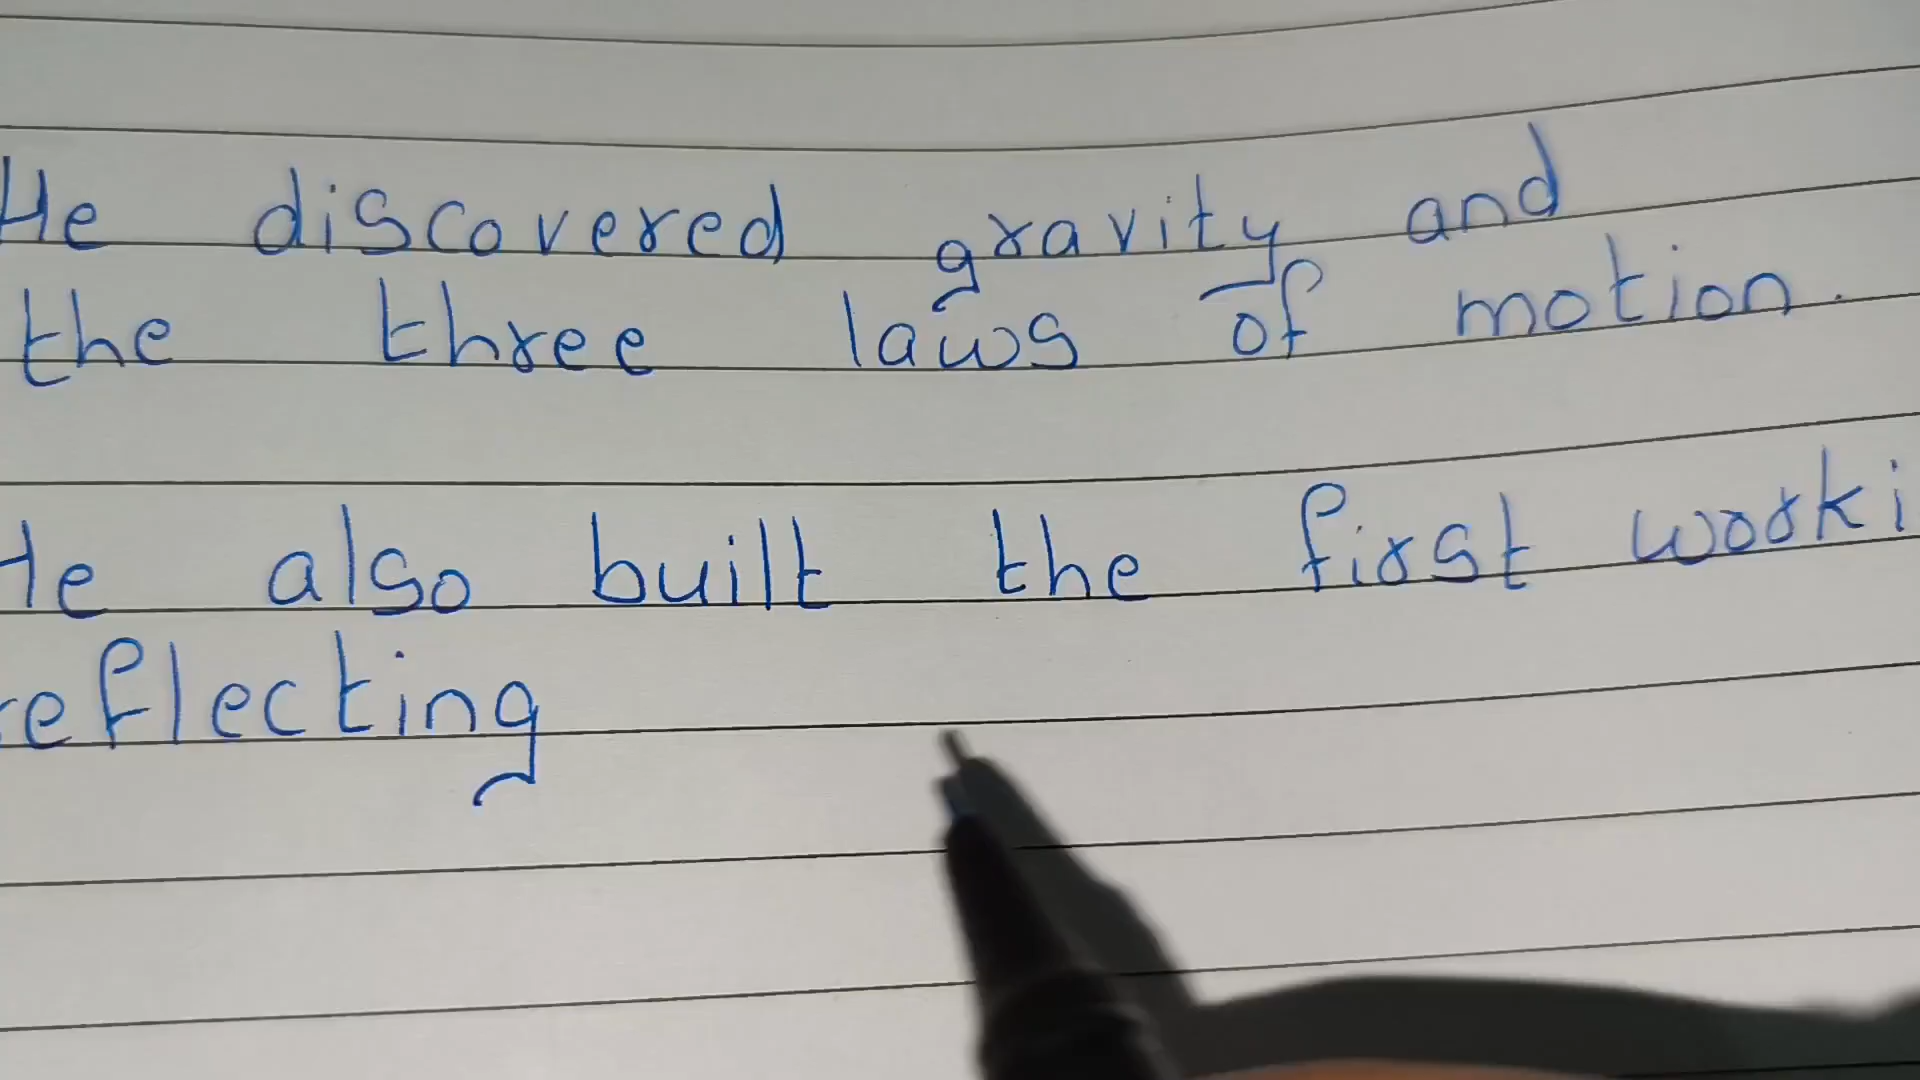 He discovered gravity and
the three laws of motion.
He also built the first worki
reflecting